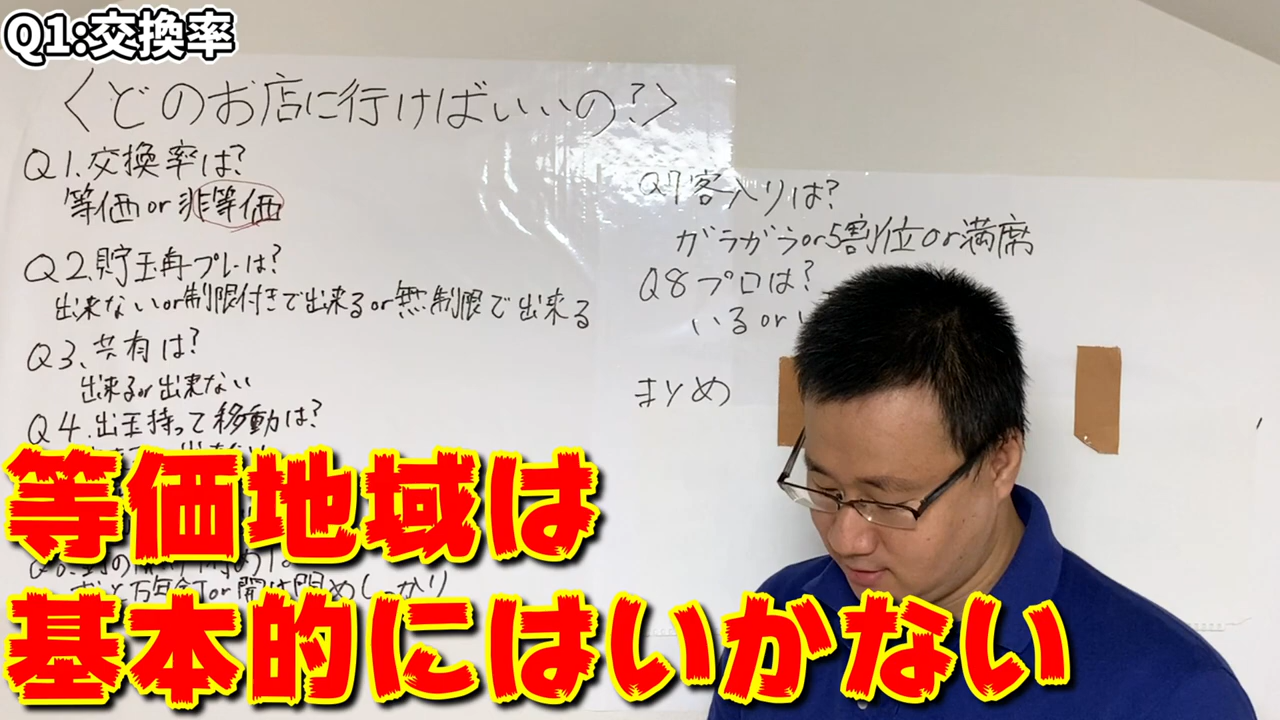 Q1:交換率
〈どのお店に行けばいいの?〉
Q1.交換率は?
等価or非等価
Q2.貯玉再プレーは?
出来ないor制限付きで出来るor無制限で出来る
Q3.共有は?
出来るor出来ない
Q4.出玉持って移動は?
Q7客入りは?
ガラガラor5割位or満席
Q8プロは?
いるor
まとめ
等価地域は
基本的にはいかない